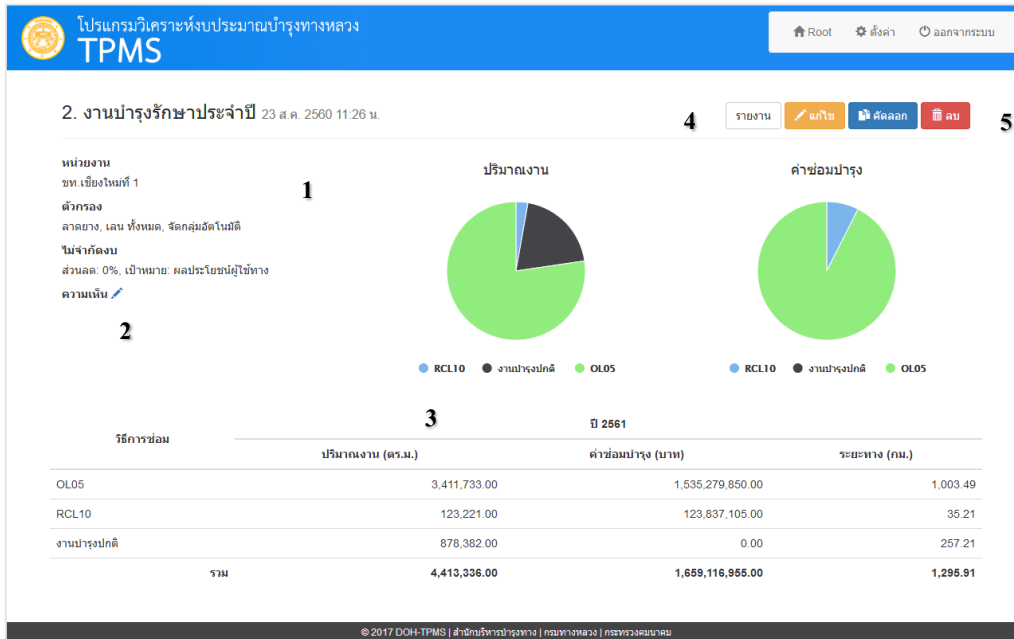 โปรแกรมวิเคราะห์งบประมาณบำรุงทางหลวง
TPMS
Root ตั้งค่า ออกจากระบบ
2. งานบำรุงรักษาประจำปี 23 ส.ค. 2560 11:26 น.
4 รายงาน แก้ไข คัดลอก ลบ 5
หน่วยงาน
ขท.เชียงใหม่ที่ 1
1
ตัวกรอง
ลาดยาง, เลน ทั้งหมด, จัดกลุ่มอัตโนมัติ
ไม่จำกัดงบ
ส่วนลด: 0%, เป้าหมาย: ผลประโยชน์ผู้ใช้ทาง
ความเห็น
2
ปริมาณงาน
RCL10 งานบำรุงปกติ OL05
ค่าซ่อมบำรุง
RCL10 งานบำรุงปกติ OL05
3
วิธีการซ่อม ปี 2561
ปริมาณงาน (ตร.ม.) ค่าซ่อมบำรุง (บาท) ระยะทาง (กม.)
OL05 3,411,733.00 1,535,279,850.00 1,003.49
RCL10 123,221.00 123,837,105.00 35.21
งานบำรุงปกติ 878,382.00 0.00 257.21
รวม 4,413,336.00 1,659,116,955.00 1,295.91
© 2017 DOH-TPMS | สำนักบริหารบำรุงทาง | กรมทางหลวง | กระทรวงคมนาคม